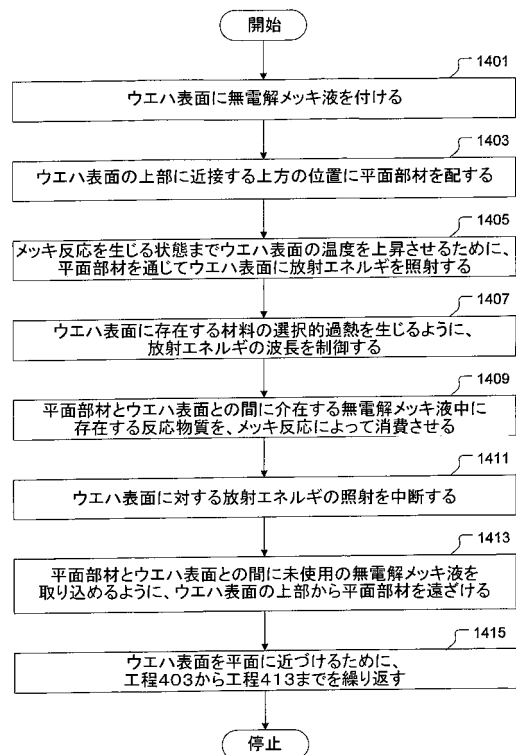 開始
1401
ウエハ表面に無電解メッキ液を付ける
1403
ウエハ表面の上部に近接する上方の位置に平面部材を配する
1405
メッキ反応を生じる状態までウエハ表面の温度を上昇させるために、
平面部材を通じてウエハ表面に放射エネルギを照射する
1407
ウエハ表面に存在する材料の選択的過熱を生じるように、
放射エネルギの波長を制御する
1409
平面部材とウエハ表面との間に介在する無電解メッキ液中に
存在する反応物質を、メッキ反応によって消費させる
1411
ウエハ表面に対する放射エネルギの照射を中断する
1413
平面部材とウエハ表面との間に未使用の無電解メッキ液を
取り込めるように、ウエハ表面の上部から平面部材を遠ざける
1415
ウエハ表面を平面に近づけるために、
工程403から工程413までを繰り返す
停止